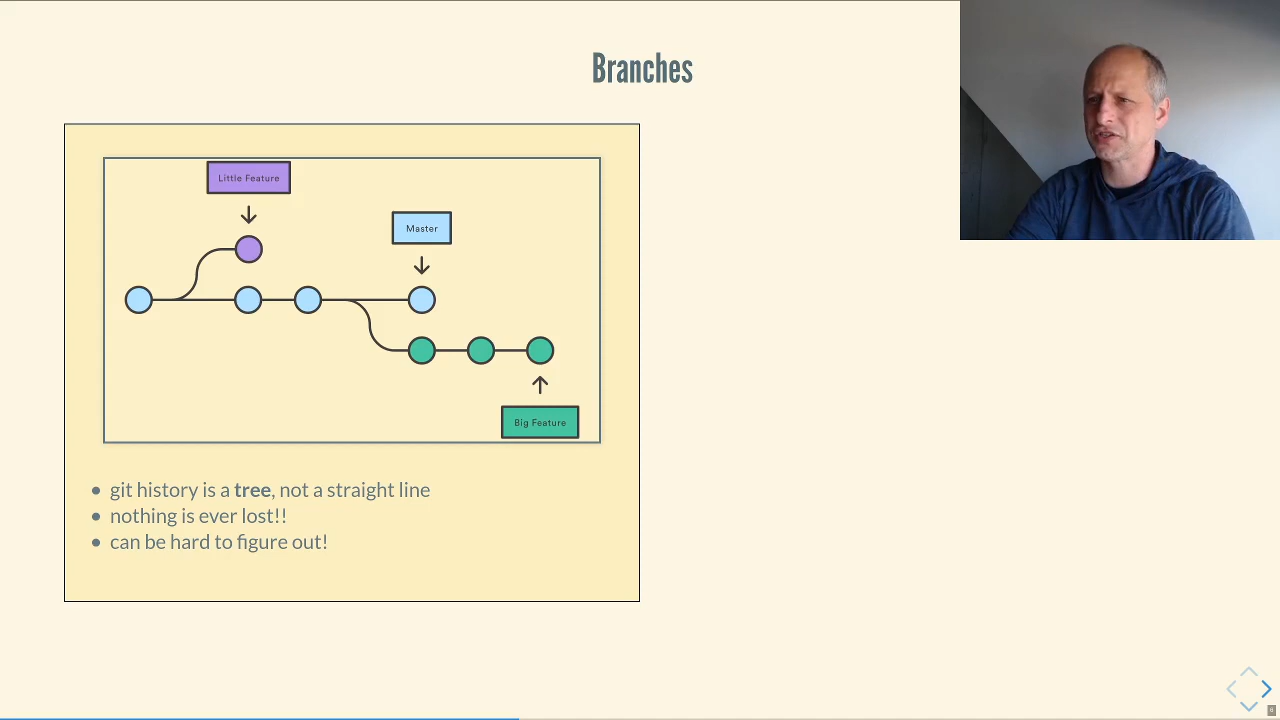 Branches
Little Feature
Master
Big Feature
git history is a tree, not a straight line
nothing is ever lost!!
can be hard to figure out!